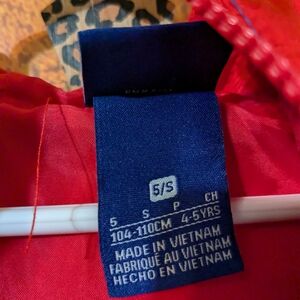 5/S
5 S P CH
104-110CM 4-5YRS
MADE IN VIETNAM
FABRIQUÉ AU VIETNAM
HECHO EN VIETNAM